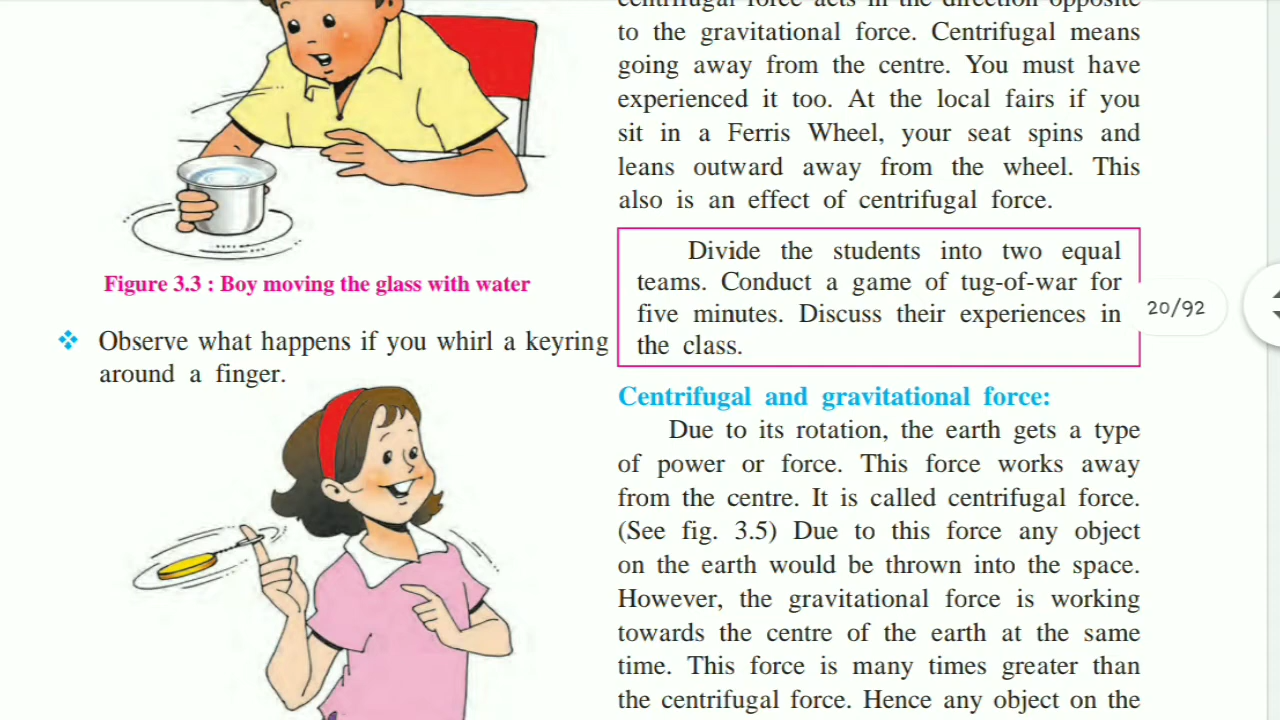 Figure 3.3 : Boy moving the glass with water
Observe what happens if you whirl a keyring
around a finger.
centrifugal force acts in the direction opposite
to the gravitational force. Centrifugal means
going away from the centre. You must have
experienced it too. At the local fairs if you
sit in a Ferris Wheel, your seat spins and
leans outward away from the wheel. This
also is an effect of centrifugal force.
Divide the students into two equal
teams. Conduct a game of tug-of-war for
five minutes. Discuss their experiences in
the class.
Centrifugal and gravitational force:
Due to its rotation, the earth gets a type
of power or force. This force works away
from the centre. It is called centrifugal force.
(See fig. 3.5) Due to this force any object
on the earth would be thrown into the space.
However, the gravitational force is working
towards the centre of the earth at the same
time. This force is many times greater than
the centrifugal force. Hence any object on the
20/92